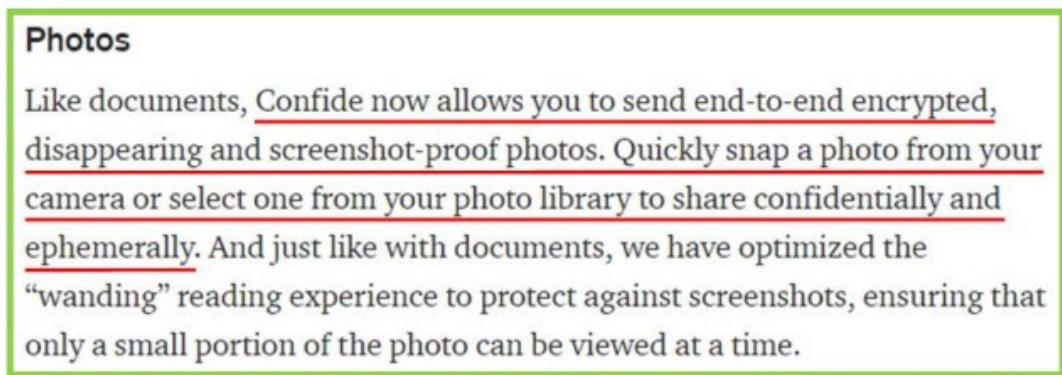 Photos
Like documents, Confide now allows you to send end-to-end encrypted,
disappearing and screenshot-proof photos. Quickly snap a photo from your
camera or select one from your photo library to share confidentially and
ephemerally. And just like with documents, we have optimized the
“wanding” reading experience to protect against screenshots, ensuring that
only a small portion of the photo can be viewed at a time.